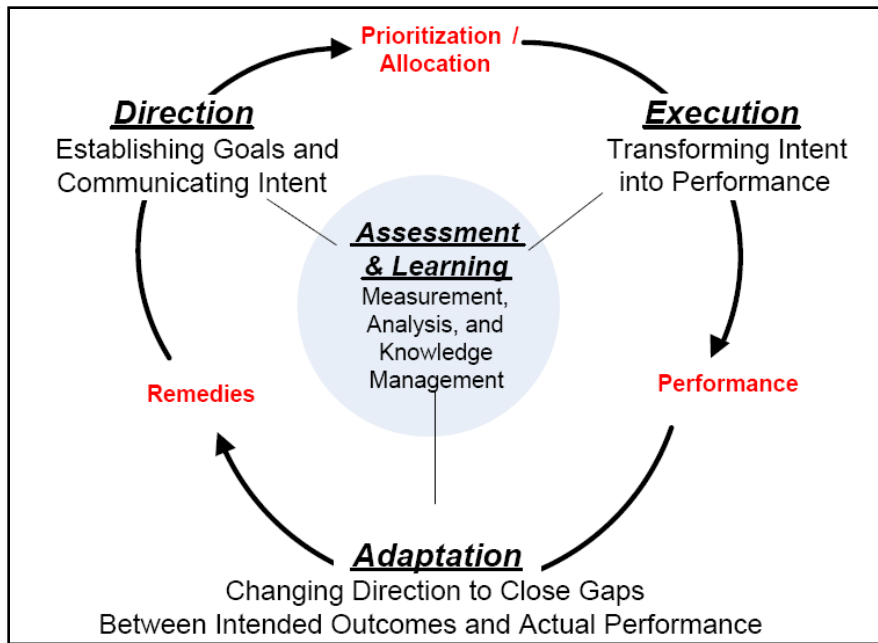 Prioritization /
Allocation
Direction
Establishing Goals and
Communicating Intent
Execution
Transforming Intent
into Performance
Assessment
& Learning
Measurement,
Analysis, and
Knowledge
Management
Remedies
Performance
Adaptation
Changing Direction to Close Gaps
Between Intended Outcomes and Actual Performance